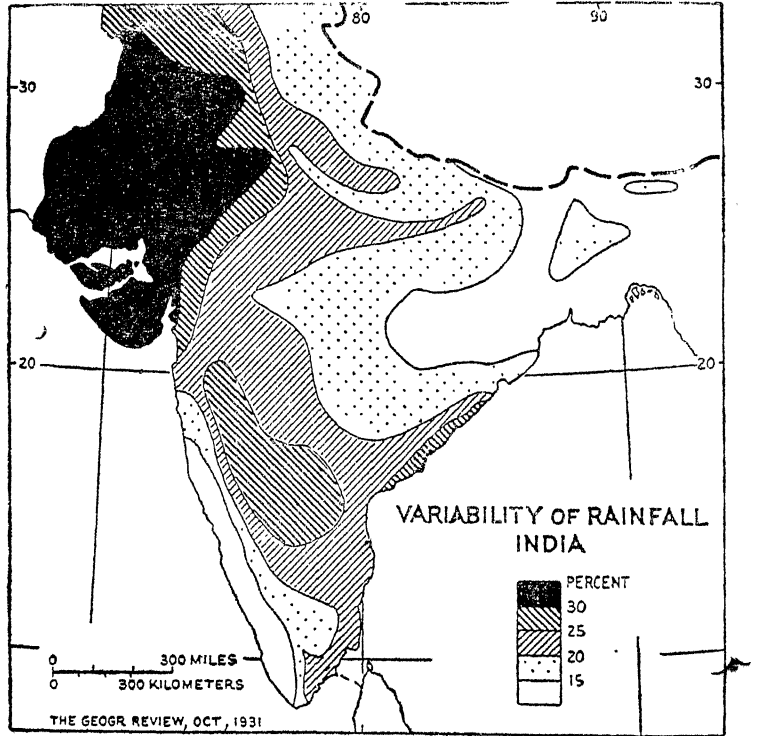 80 90
30 30
20 20
VARIABILITY OF RAINFALL
INDIA
PERCENT
30
25
20
15
0 300 MILES
0 300 KILOMETERS
THE GEOGR REVIEW, OCT, 1931